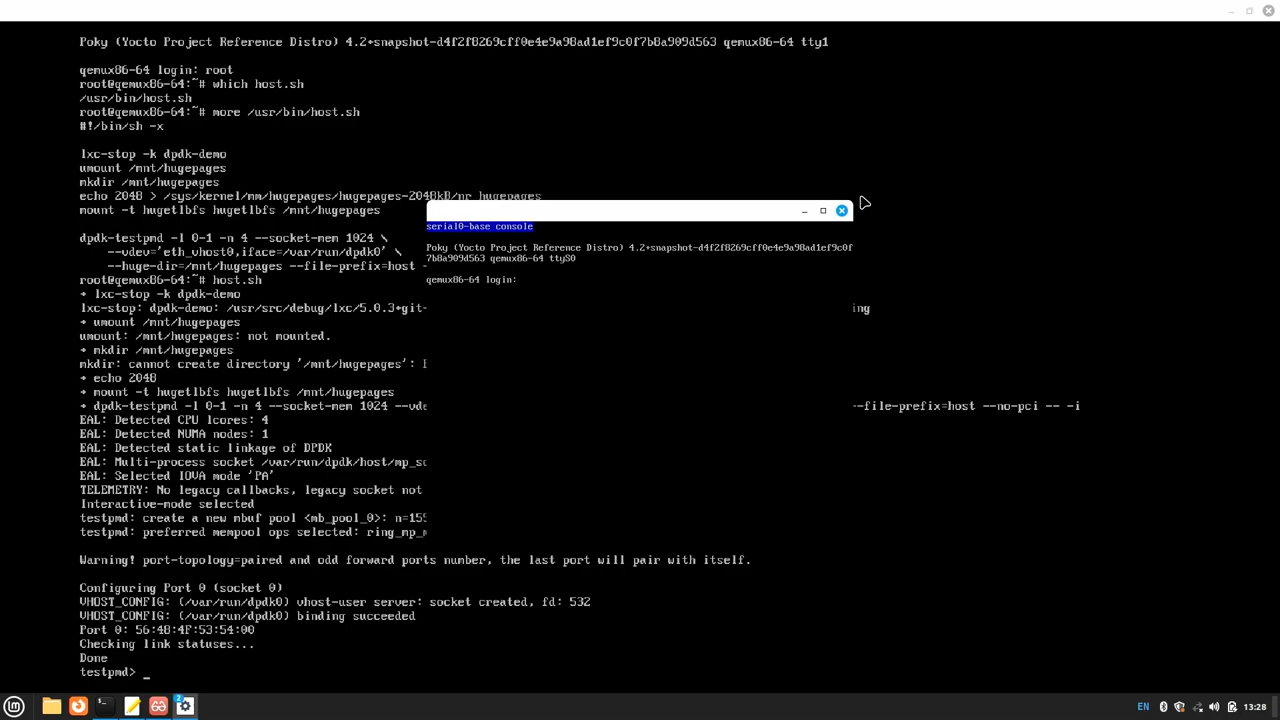 Poky (Yocto Project Reference Distro) 4.2+snapshot-d4f2f8269cff0e4e9a98ad1ef9c0f7b8a909d563 qemux86-64 tty1
qemux86-64 login: root
root@qemux86-64:~# which host.sh
/usr/bin/host.sh
root@qemux86-64:~# more /usr/bin/host.sh
#!/bin/sh -x
lxc-stop -k dpdk-demo
umount /mnt/hugepages
mkdir /mnt/hugepages
echo 2048 > /sys/kernel/mm/hugepages/hugepages-2048kB/nr_hugepages
mount -t hugetlbfs hugetlbfs /mnt/hugepages
dpdk-testpmd -l 0-1 -n 4 --socket-mem 1024 \
--vdev='eth_vhost0,iface=/var/run/dpdk0' \
--huge-dir=/mnt/hugepages --file-prefix=host -
root@qemux86-64:~# host.sh
+ lxc-stop -k dpdk-demo
lxc-stop: dpdk-demo: /usr/src/debug/lxc/5.0.3+git- ing
+ umount /mnt/hugepages
umount: /mnt/hugepages: not mounted.
+ mkdir /mnt/hugepages
mkdir: cannot create directory '/mnt/hugepages':
+ echo 2048
+ mount -t hugetlbfs hugetlbfs /mnt/hugepages
+ dpdk-testpmd -l 0-1 -n 4 --socket-mem 1024 --vde --file-prefix=host --no-pci -- -i
EAL: Detected CPU lcores: 4
EAL: Detected NUMA nodes: 1
EAL: Detected static linkage of DPDK
EAL: Multi-process socket /var/run/dpdk/host/mp_so
EAL: Selected IOVA mode 'PA'
TELEMETRY: No legacy callbacks, legacy socket not
Interactive-mode selected
testpmd: create a new mbuf pool <mb_pool_0>: n=155
testpmd: preferred mempool ops selected: ring_mp_m
Warning! port-topology=paired and odd forward ports number, the last port will pair with itself.
Configuring Port 0 (socket 0)
VHOST_CONFIG: (/var/run/dpdk0) vhost-user server: socket created, fd: 532
VHOST_CONFIG: (/var/run/dpdk0) binding succeeded
Port 0: 56:48:4F:53:54:00
Checking link statuses...
Done
testpmd> _
serial0-base console
Poky (Yocto Project Reference Distro) 4.2+snapshot-d4f2f8269cff0e4e9a98ad1ef9c0f
7b8a909d563 qemux86-64 ttyS0
qemux86-64 login:
EN 13:28